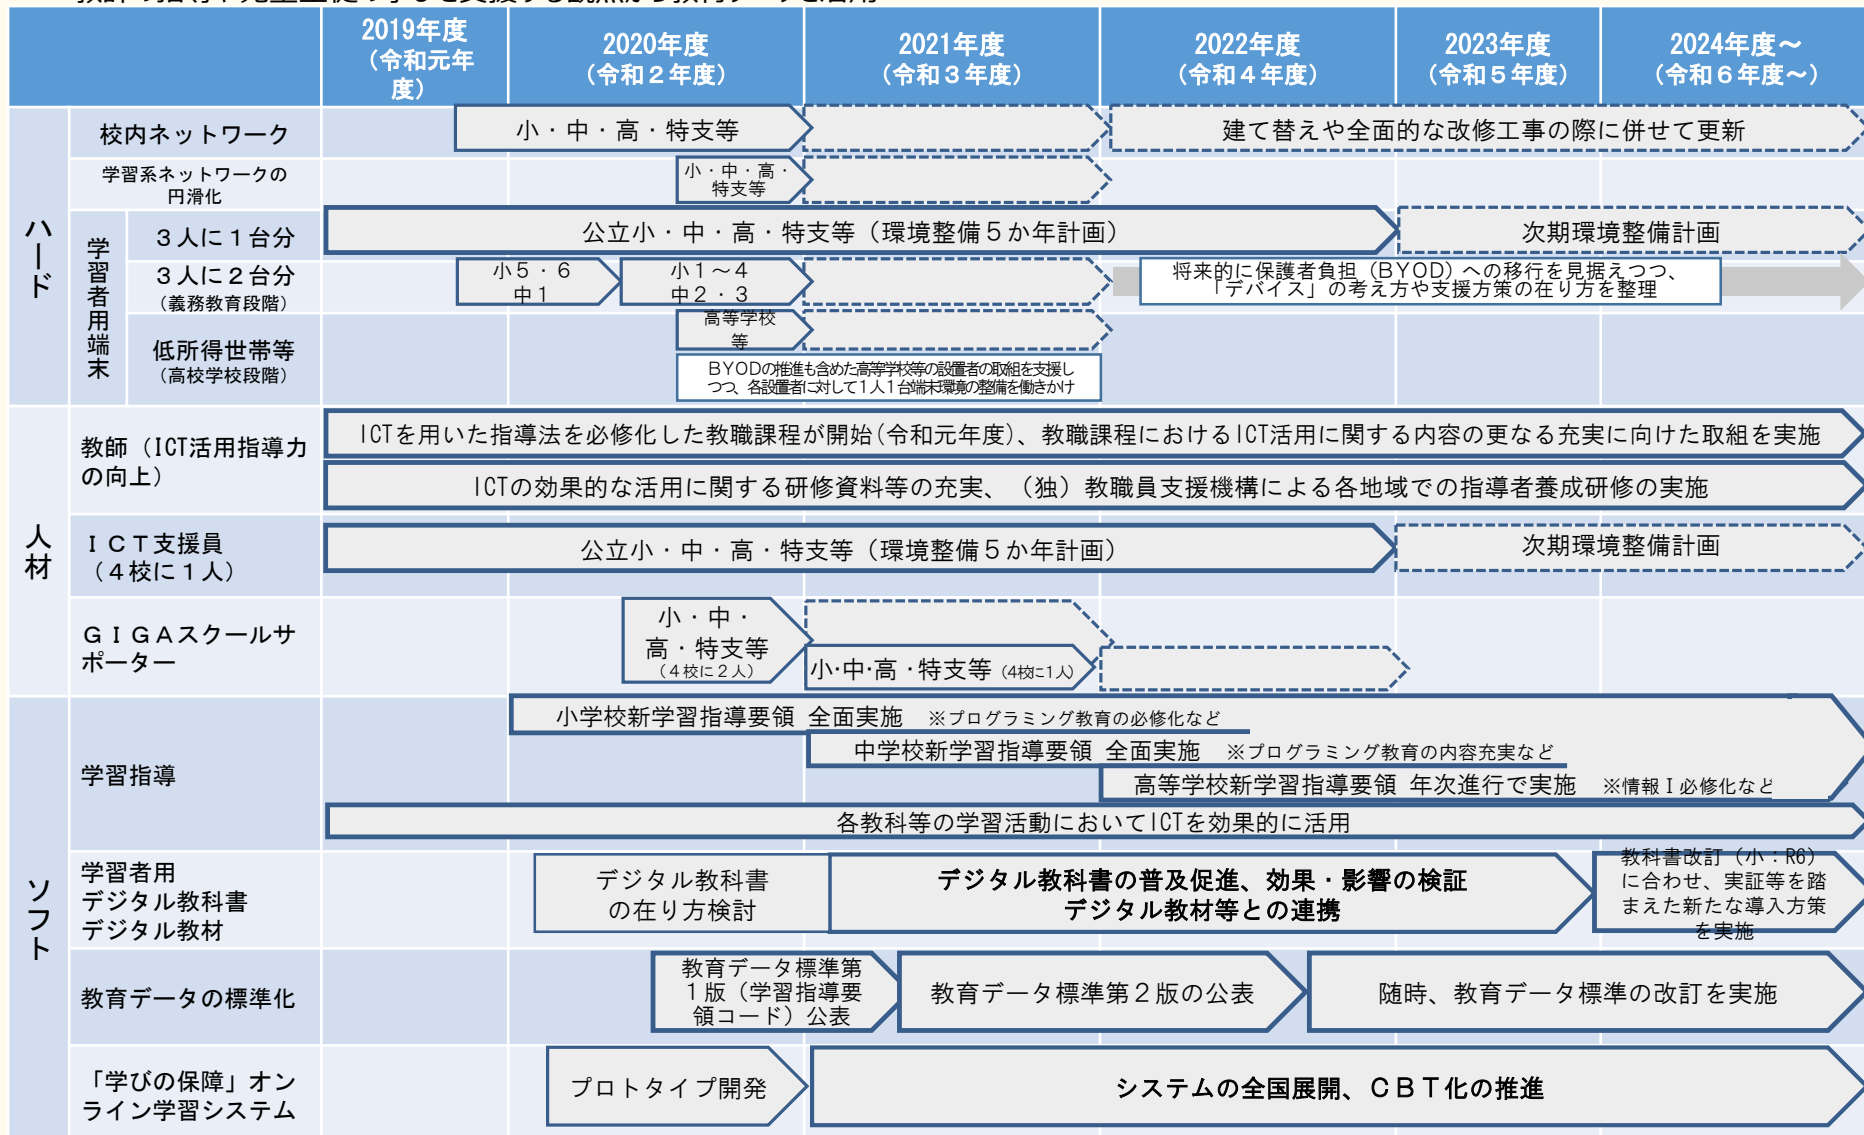 2019年度
（令和元年
度）
2020年度
（令和２年度）
2021年度
（令和３年度）
2022年度
（令和４年度）
2023年度
（令和５年度）
2024年度～
（令和６年度～）
ハード
校内ネットワーク
小・中・高・特支等
建て替えや全面的な改修工事の際に併せて更新
学習系ネットワークの
円滑化
小・中・高・
特支等
学習者用端末
３人に１台分
公立小・中・高・特支等（環境整備５か年計画）
次期環境整備計画
３人に２台分
（義務教育段階）
小５・６
中１
小１～４
中２・３
将来的に保護者負担（BYOD）への移行を見据えつつ、
「デバイス」の考え方や支援方策の在り方を整理
低所得世帯等
（高校学校段階）
高等学校
等
ＢＹＯＤの推進も含めた高等学校等の設置者の取組を支援し
つつ、各設置者に対して１人１台端末環境の整備を働きかけ
人材
教師（ICT活用指導力
の向上）
ICTを用いた指導法を必修化した教職課程が開始(令和元年度)、教職課程におけるICT活用に関する内容の更なる充実に向けた取組を実施
ICTの効果的な活用に関する研修資料等の充実、（独）教職員支援機構による各地域での指導者養成研修の実施
ＩＣＴ支援員
（４校に１人）
公立小・中・高・特支等（環境整備５か年計画）
次期環境整備計画
ＧＩＧＡスクールサ
ポーター
小・中・
高・特支等
（４校に２人）
小・中・高・特支等（4校に1人）
ソフト
学習指導
小学校新学習指導要領 全面実施 ※プログラミング教育の必修化など
中学校新学習指導要領 全面実施 ※プログラミング教育の内容充実など
高等学校新学習指導要領 年次進行で実施 ※情報Ⅰ必修化など
各教科等の学習活動においてICTを効果的に活用
学習者用
デジタル教科書
デジタル教材
デジタル教科書
の在り方検討
デジタル教科書の普及促進、効果・影響の検証
デジタル教材等との連携
教科書改訂（小：R6）
に合わせ、実証等を踏
まえた新たな導入方策
を実施
教育データの標準化
教育データ標準第
１版（学習指導要
領コード）公表
教育データ標準第２版の公表
随時、教育データ標準の改訂を実施
「学びの保障」オン
ライン学習システム
プロトタイプ開発
システムの全国展開、ＣＢＴ化の推進